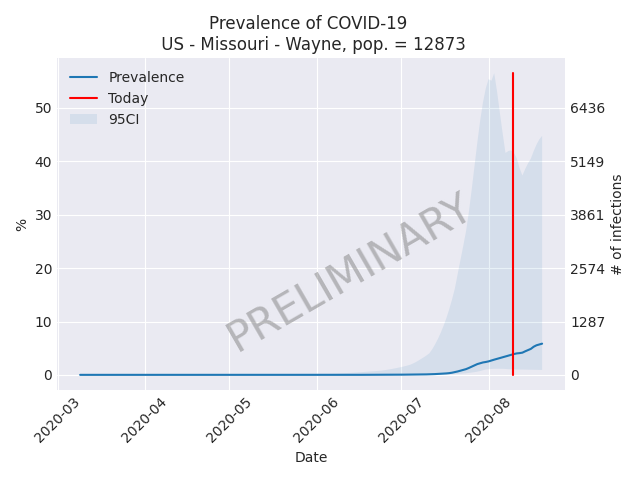 Prevalence of COVID-19
US - Missouri - Wayne, pop. = 12873
Prevalence
Today
95CI
50
40
30
20
10
0
%
6436
5149
3861
2574
1287
0
# of infections
PRELIMINARY
2020-03
2020-04
2020-05
2020-06
2020-07
2020-08
Date